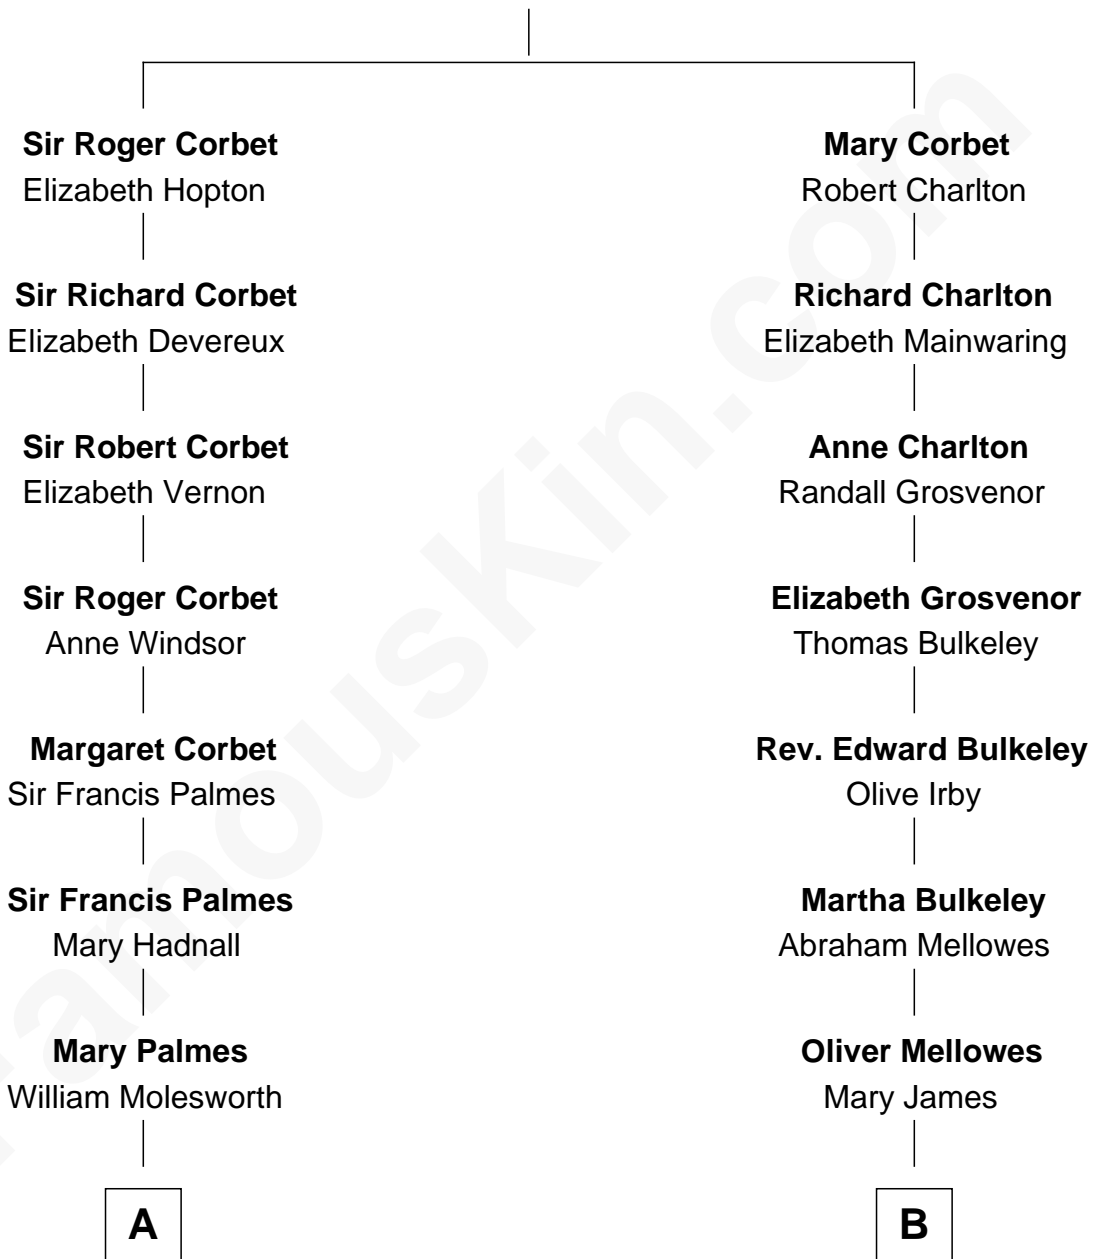 Sir Roger Corbet
Elizabeth Hopton
Sir Richard Corbet
Elizabeth Devereux
Sir Robert Corbet
Elizabeth Vernon
Sir Roger Corbet
Anne Windsor
Margaret Corbet
Sir Francis Palmes
Sir Francis Palmes
Mary Hadnall
Mary Palmes
William Molesworth
A
Mary Corbet
Robert Charlton
Richard Charlton
Elizabeth Mainwaring
Anne Charlton
Randall Grosvenor
Elizabeth Grosvenor
Thomas Bulkeley
Rev. Edward Bulkeley
Olive Irby
Martha Bulkeley
Abraham Mellowes
Oliver Mellowes
Mary James
B
FamousKin.com